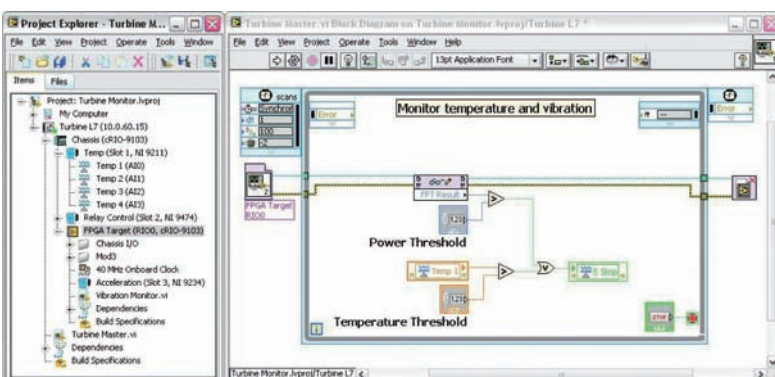 Project Explorer - Turbine M...
File Edit View Project Operate Tools Window
Items Files
Project: Turbine Monitor.lvproj
My Computer
Turbine L7 (10.0.60.15)
Chassis (cRIO-9103)
Temp (Slot 1, NI 9211)
Temp 1 (AI0)
Temp 2 (AI1)
Temp 3 (AI2)
Temp 4 (AI3)
Relay Control (Slot 2, NI 9474)
FPGA Target (RIO0, cRIO-9103)
Chassis I/O
Mod3
40 MHz Onboard Clock
Acceleration (Slot 3, NI 9234)
Vibration Monitor.vi
Dependencies
Build Specifications
Turbine Master.vi
Dependencies
Build Specifications
Turbine Master.vi Block Diagram on Turbine Monitor.lvproj/Turbine L7 *
File Edit View Project Operate Tools Window Help
13pt Application Font
scans
Synchron
dt 1
100
-2
Error
Monitor temperature and vibration
Error
FPGA Target
RIO0
FFT Result
Power Threshold
Temp 1
E Stop
Temperature Threshold
STOP
i
Turbine Monitor.lvproj/Turbine L7